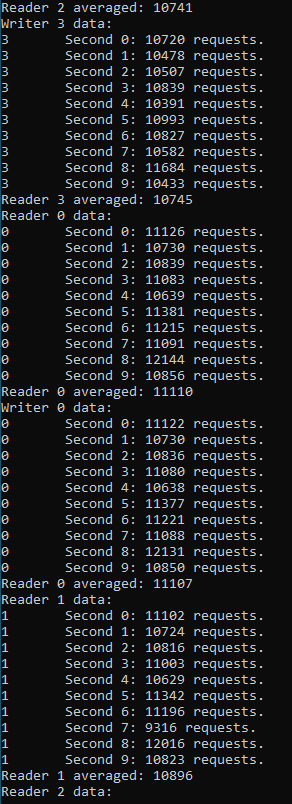 Reader 2 averaged: 10741
Writer 3 data:
3       Second 0: 10720 requests.
3       Second 1: 10478 requests.
3       Second 2: 10507 requests.
3       Second 3: 10839 requests.
3       Second 4: 10391 requests.
3       Second 5: 10993 requests.
3       Second 6: 10827 requests.
3       Second 7: 10582 requests.
3       Second 8: 11684 requests.
3       Second 9: 10433 requests.
Reader 3 averaged: 10745
Reader 0 data:
0       Second 0: 11126 requests.
0       Second 1: 10730 requests.
0       Second 2: 10839 requests.
0       Second 3: 11083 requests.
0       Second 4: 10639 requests.
0       Second 5: 11381 requests.
0       Second 6: 11215 requests.
0       Second 7: 11091 requests.
0       Second 8: 12144 requests.
0       Second 9: 10856 requests.
Reader 0 averaged: 11110
Writer 0 data:
0       Second 0: 11122 requests.
0       Second 1: 10730 requests.
0       Second 2: 10836 requests.
0       Second 3: 11080 requests.
0       Second 4: 10638 requests.
0       Second 5: 11377 requests.
0       Second 6: 11221 requests.
0       Second 7: 11088 requests.
0       Second 8: 12131 requests.
0       Second 9: 10850 requests.
Reader 0 averaged: 11107
Reader 1 data:
1       Second 0: 11102 requests.
1       Second 1: 10724 requests.
1       Second 2: 10816 requests.
1       Second 3: 11003 requests.
1       Second 4: 10629 requests.
1       Second 5: 11342 requests.
1       Second 6: 11196 requests.
1       Second 7: 9316 requests.
1       Second 8: 12016 requests.
1       Second 9: 10823 requests.
Reader 1 averaged: 10896
Reader 2 data: